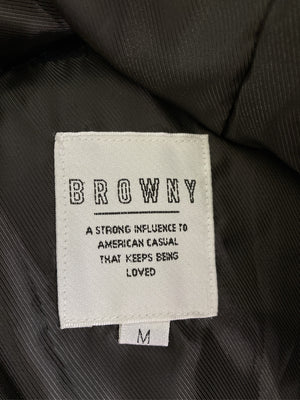 BROWNY
A STRONG INFLUENCE TO
AMERICAN CASUAL
THAT KEEPS BEING
LOVED
M